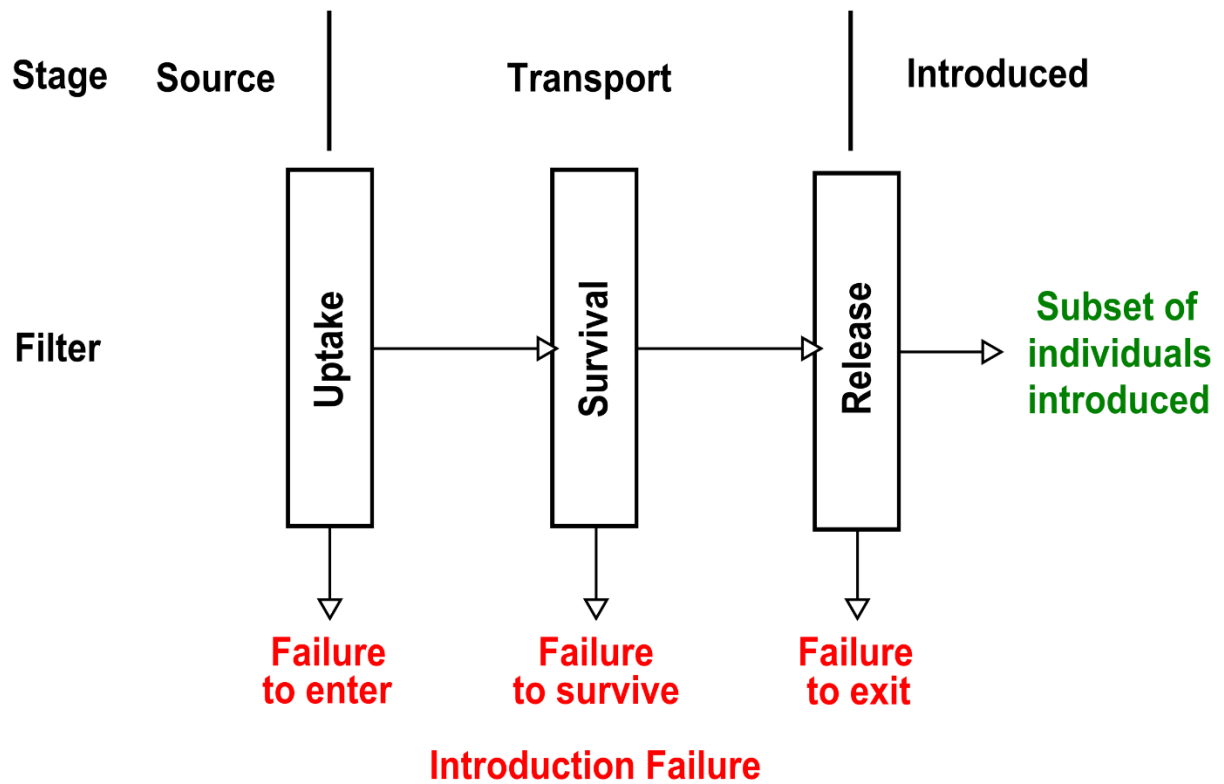 Stage Source Transport Introduced
Filter
Uptake
Survival
Release
Subset of
individuals
introduced
Failure
to enter
Failure
to survive
Failure
to exit
Introduction Failure